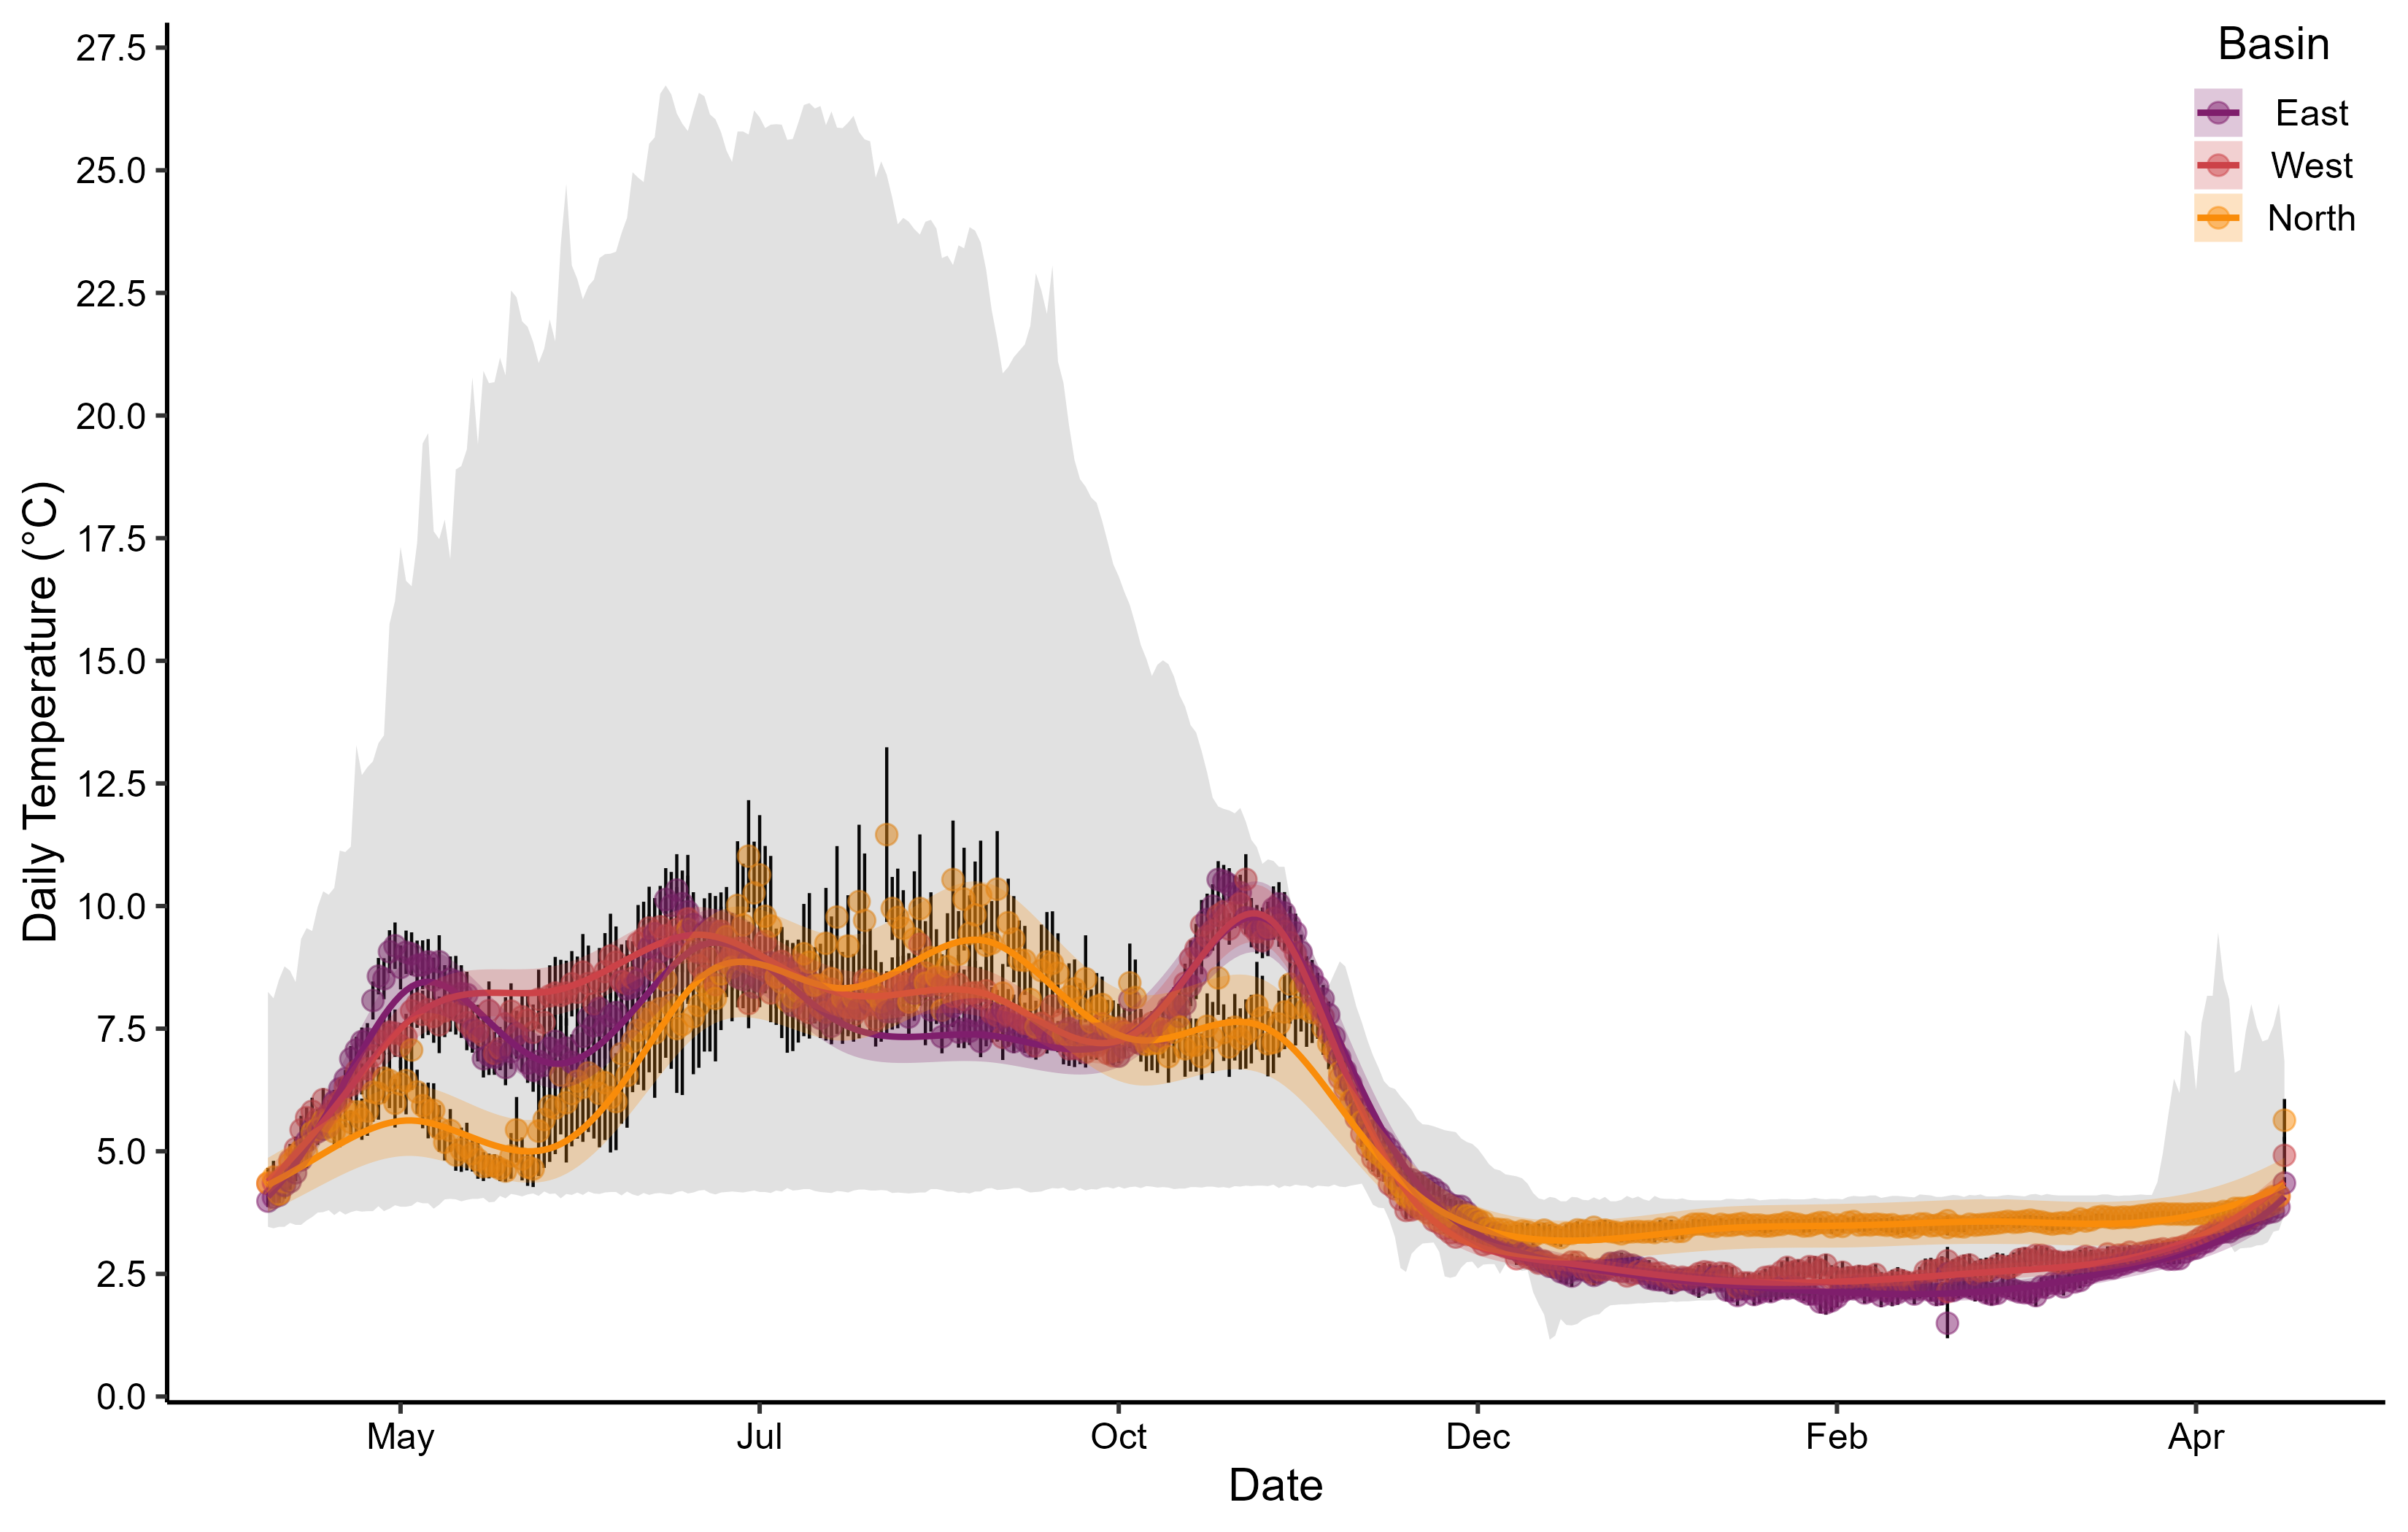 Basin
East
West
North
Daily Temperature (°C)
27.5
25.0
22.5
20.0
17.5
15.0
12.5
10.0
7.5
5.0
2.5
0.0
May Jul Oct Dec Feb Apr
Date